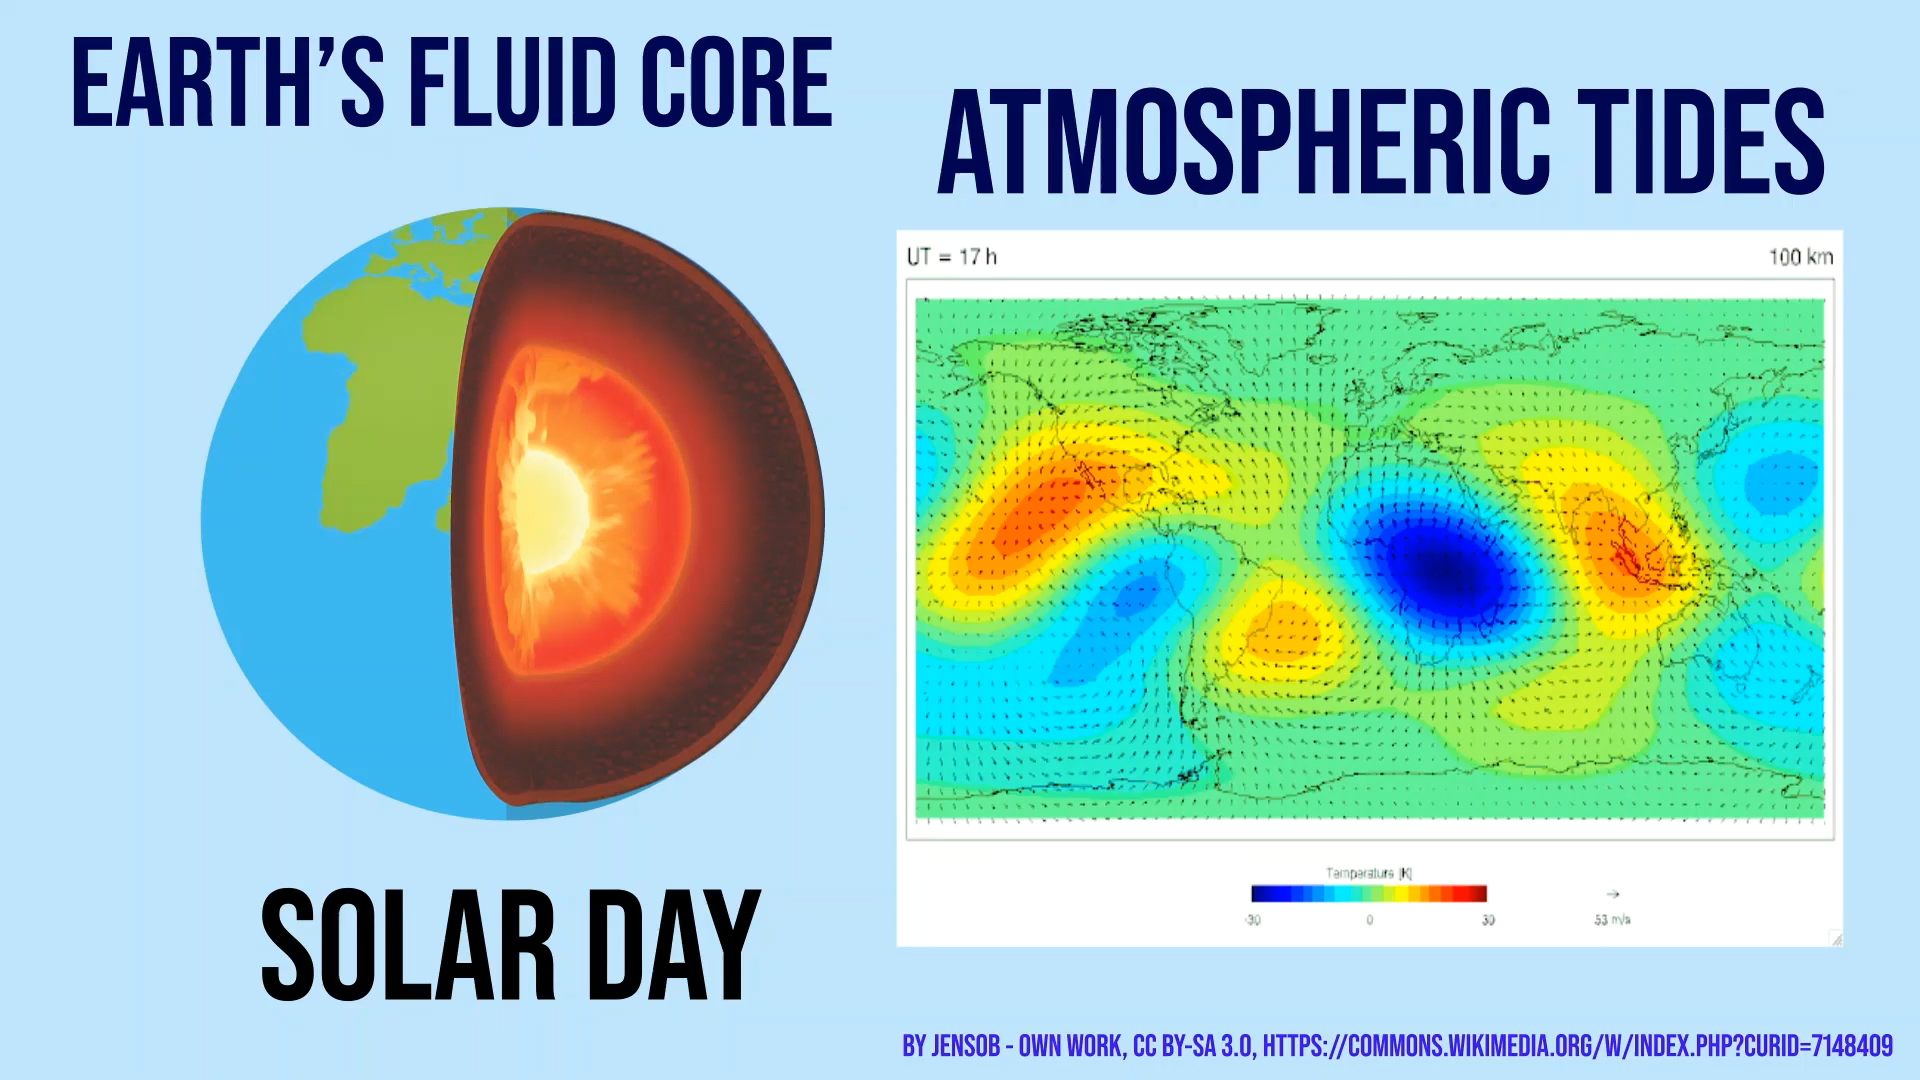 EARTH'S FLUID CORE
ATMOSPHERIC TIDES
UT = 17 h
100 km
Temperature [K]
-30
0
30
53 m/s
SOLAR DAY
BY JENSOB - OWN WORK, CC BY-SA 3.0, HTTPS://COMMONS.WIKIMEDIA.ORG/W/INDEX.PHP?CURID=7148409